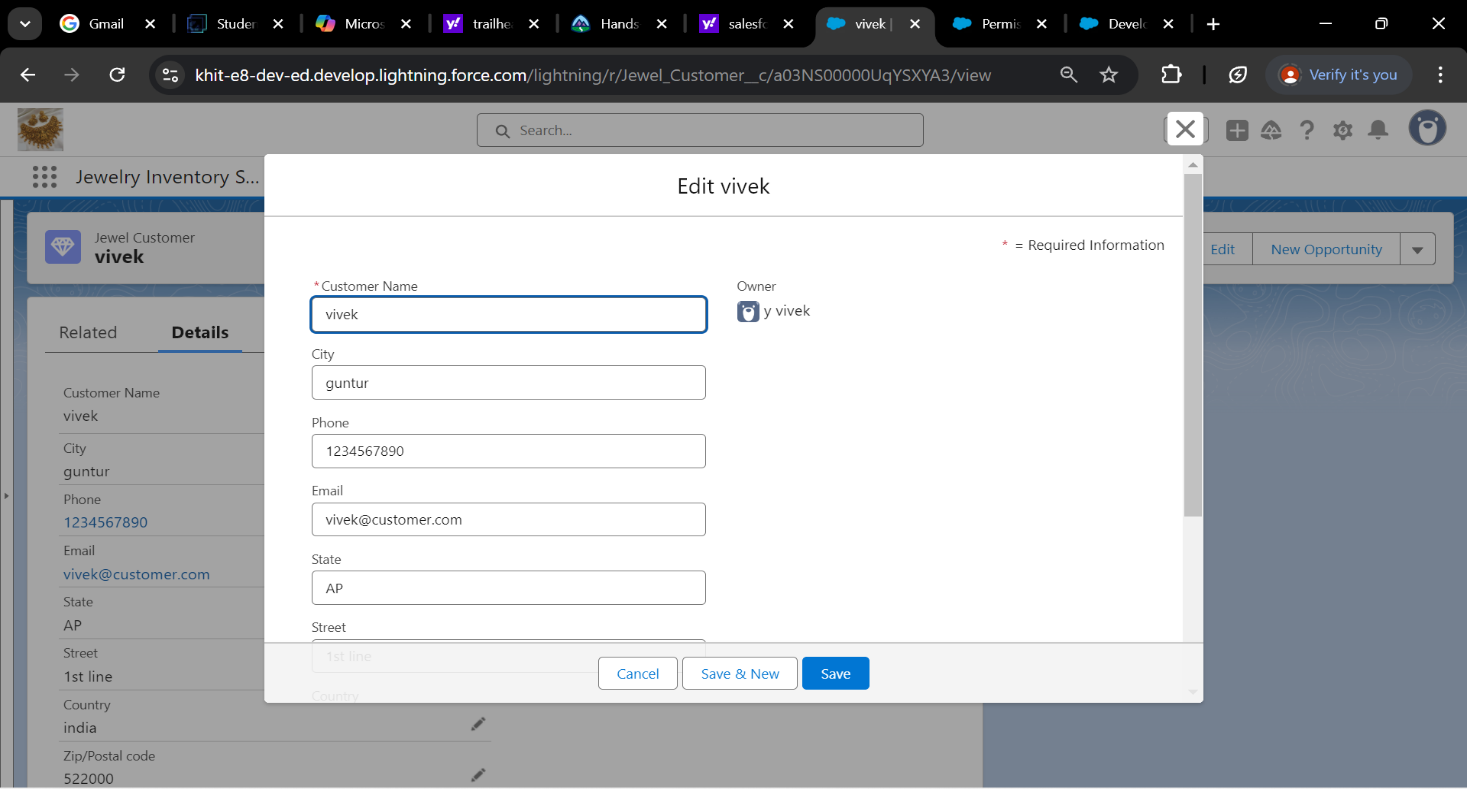 Gmail
Studer
Micros
trailhe
Hands
salesfo
vivek |
Permis
Develo
khit-e8-dev-ed.develop.lightning.force.com/lightning/r/Jewel_Customer__c/a03NS00000UqYSXYA3/view
Verify it's you
Search...
Jewelry Inventory S...
Edit vivek
* = Required Information
Jewel Customer
vivek
Edit
New Opportunity
Related
Details
Customer Name
vivek
City
guntur
Phone
1234567890
Email
vivek@customer.com
State
AP
Street
1st line
Country
india
Zip/Postal code
522000
*Customer Name
vivek
Owner
y vivek
City
guntur
Phone
1234567890
Email
vivek@customer.com
State
AP
Street
1st line
Country
Cancel
Save & New
Save